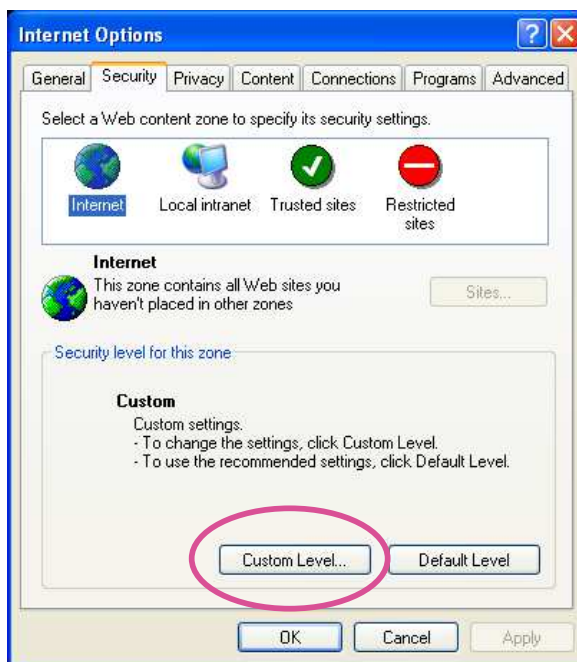 Internet Options
General Security Privacy Content Connections Programs Advanced
Select a Web content zone to specify its security settings.
Internet Local intranet Trusted sites Restricted
sites
Internet
This zone contains all Web sites you
haven't placed in other zones
Sites...
Security level for this zone
Custom
Custom settings.
- To change the settings, click Custom Level.
- To use the recommended settings, click Default Level.
Custom Level... Default Level
OK Cancel Apply